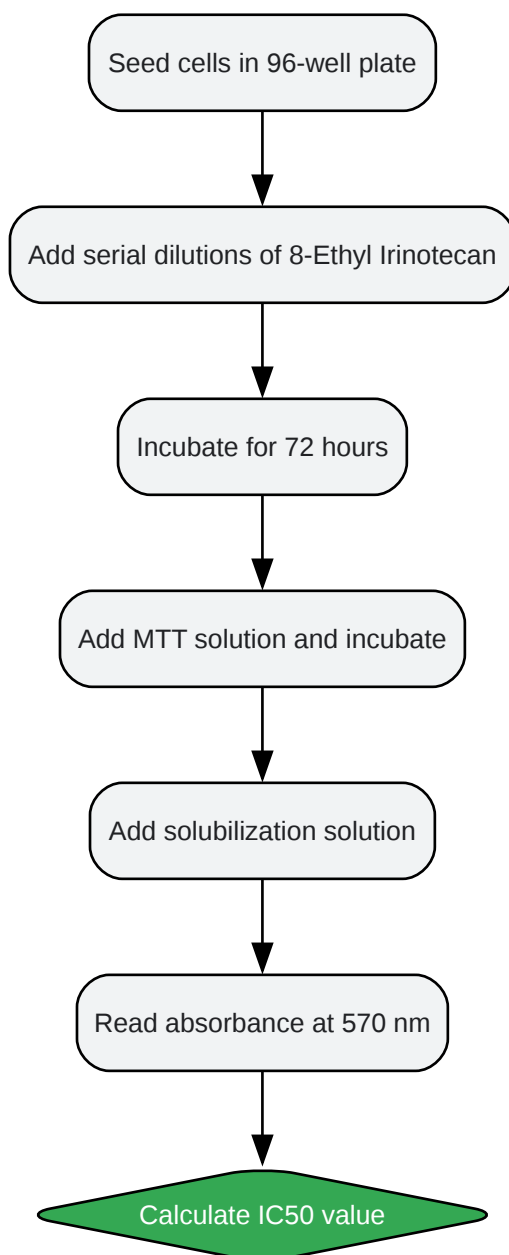 Seed cells in 96-well plate
Add serial dilutions of 8-Ethyl Irinotecan
Incubate for 72 hours
Add MTT solution and incubate
Add solubilization solution
Read absorbance at 570 nm
Calculate IC50 value